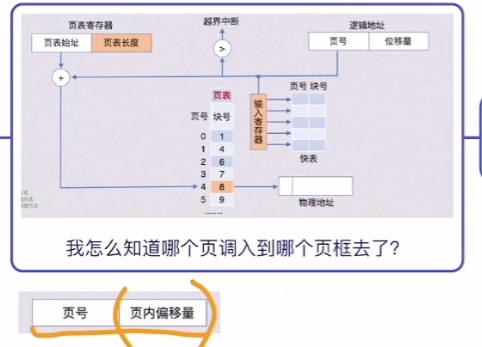 页表寄存器
越界中断
逻辑地址
页表始址 页表长度
页号 位移量
>
+
页表
页号 块号
输入寄存器
页号 块号
快表
0 1
1 4
2 6
3 7
4 8
5 9
......
物理地址
我怎么知道哪个页调入到哪个页框去了?
页号 页内偏移量